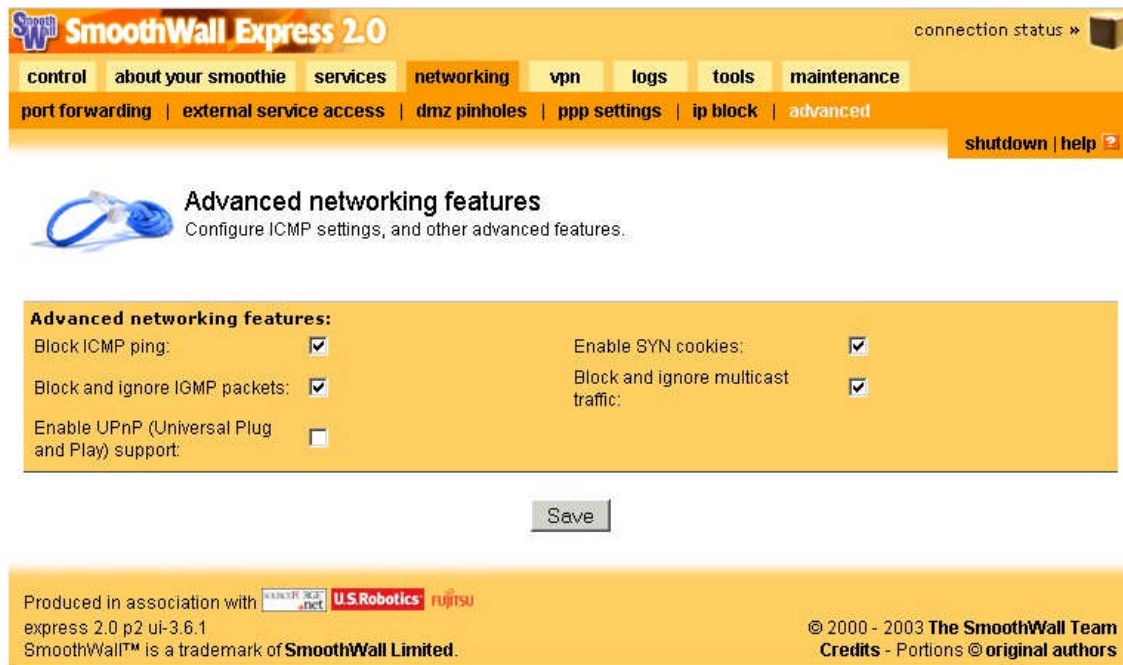 Smooth Wall SmoothWall Express 2.0
connection status »
control about your smoothie services networking vpn logs tools maintenance
port forwarding | external service access | dmz pinholes | ppp settings | ip block | advanced
shutdown | help ?
Advanced networking features
Configure ICMP settings, and other advanced features.
Advanced networking features:
Block ICMP ping:
Enable SYN cookies:
Block and ignore IGMP packets:
Block and ignore multicast
traffic:
Enable UPnP (Universal Plug
and Play) support:
Save
Produced in association with SOURCEFORGE .net U.S.Robotics FUJITSU
express 2.0 p2 ui-3.6.1
SmoothWall™ is a trademark of SmoothWall Limited.
© 2000 - 2003 The SmoothWall Team
Credits - Portions © original authors